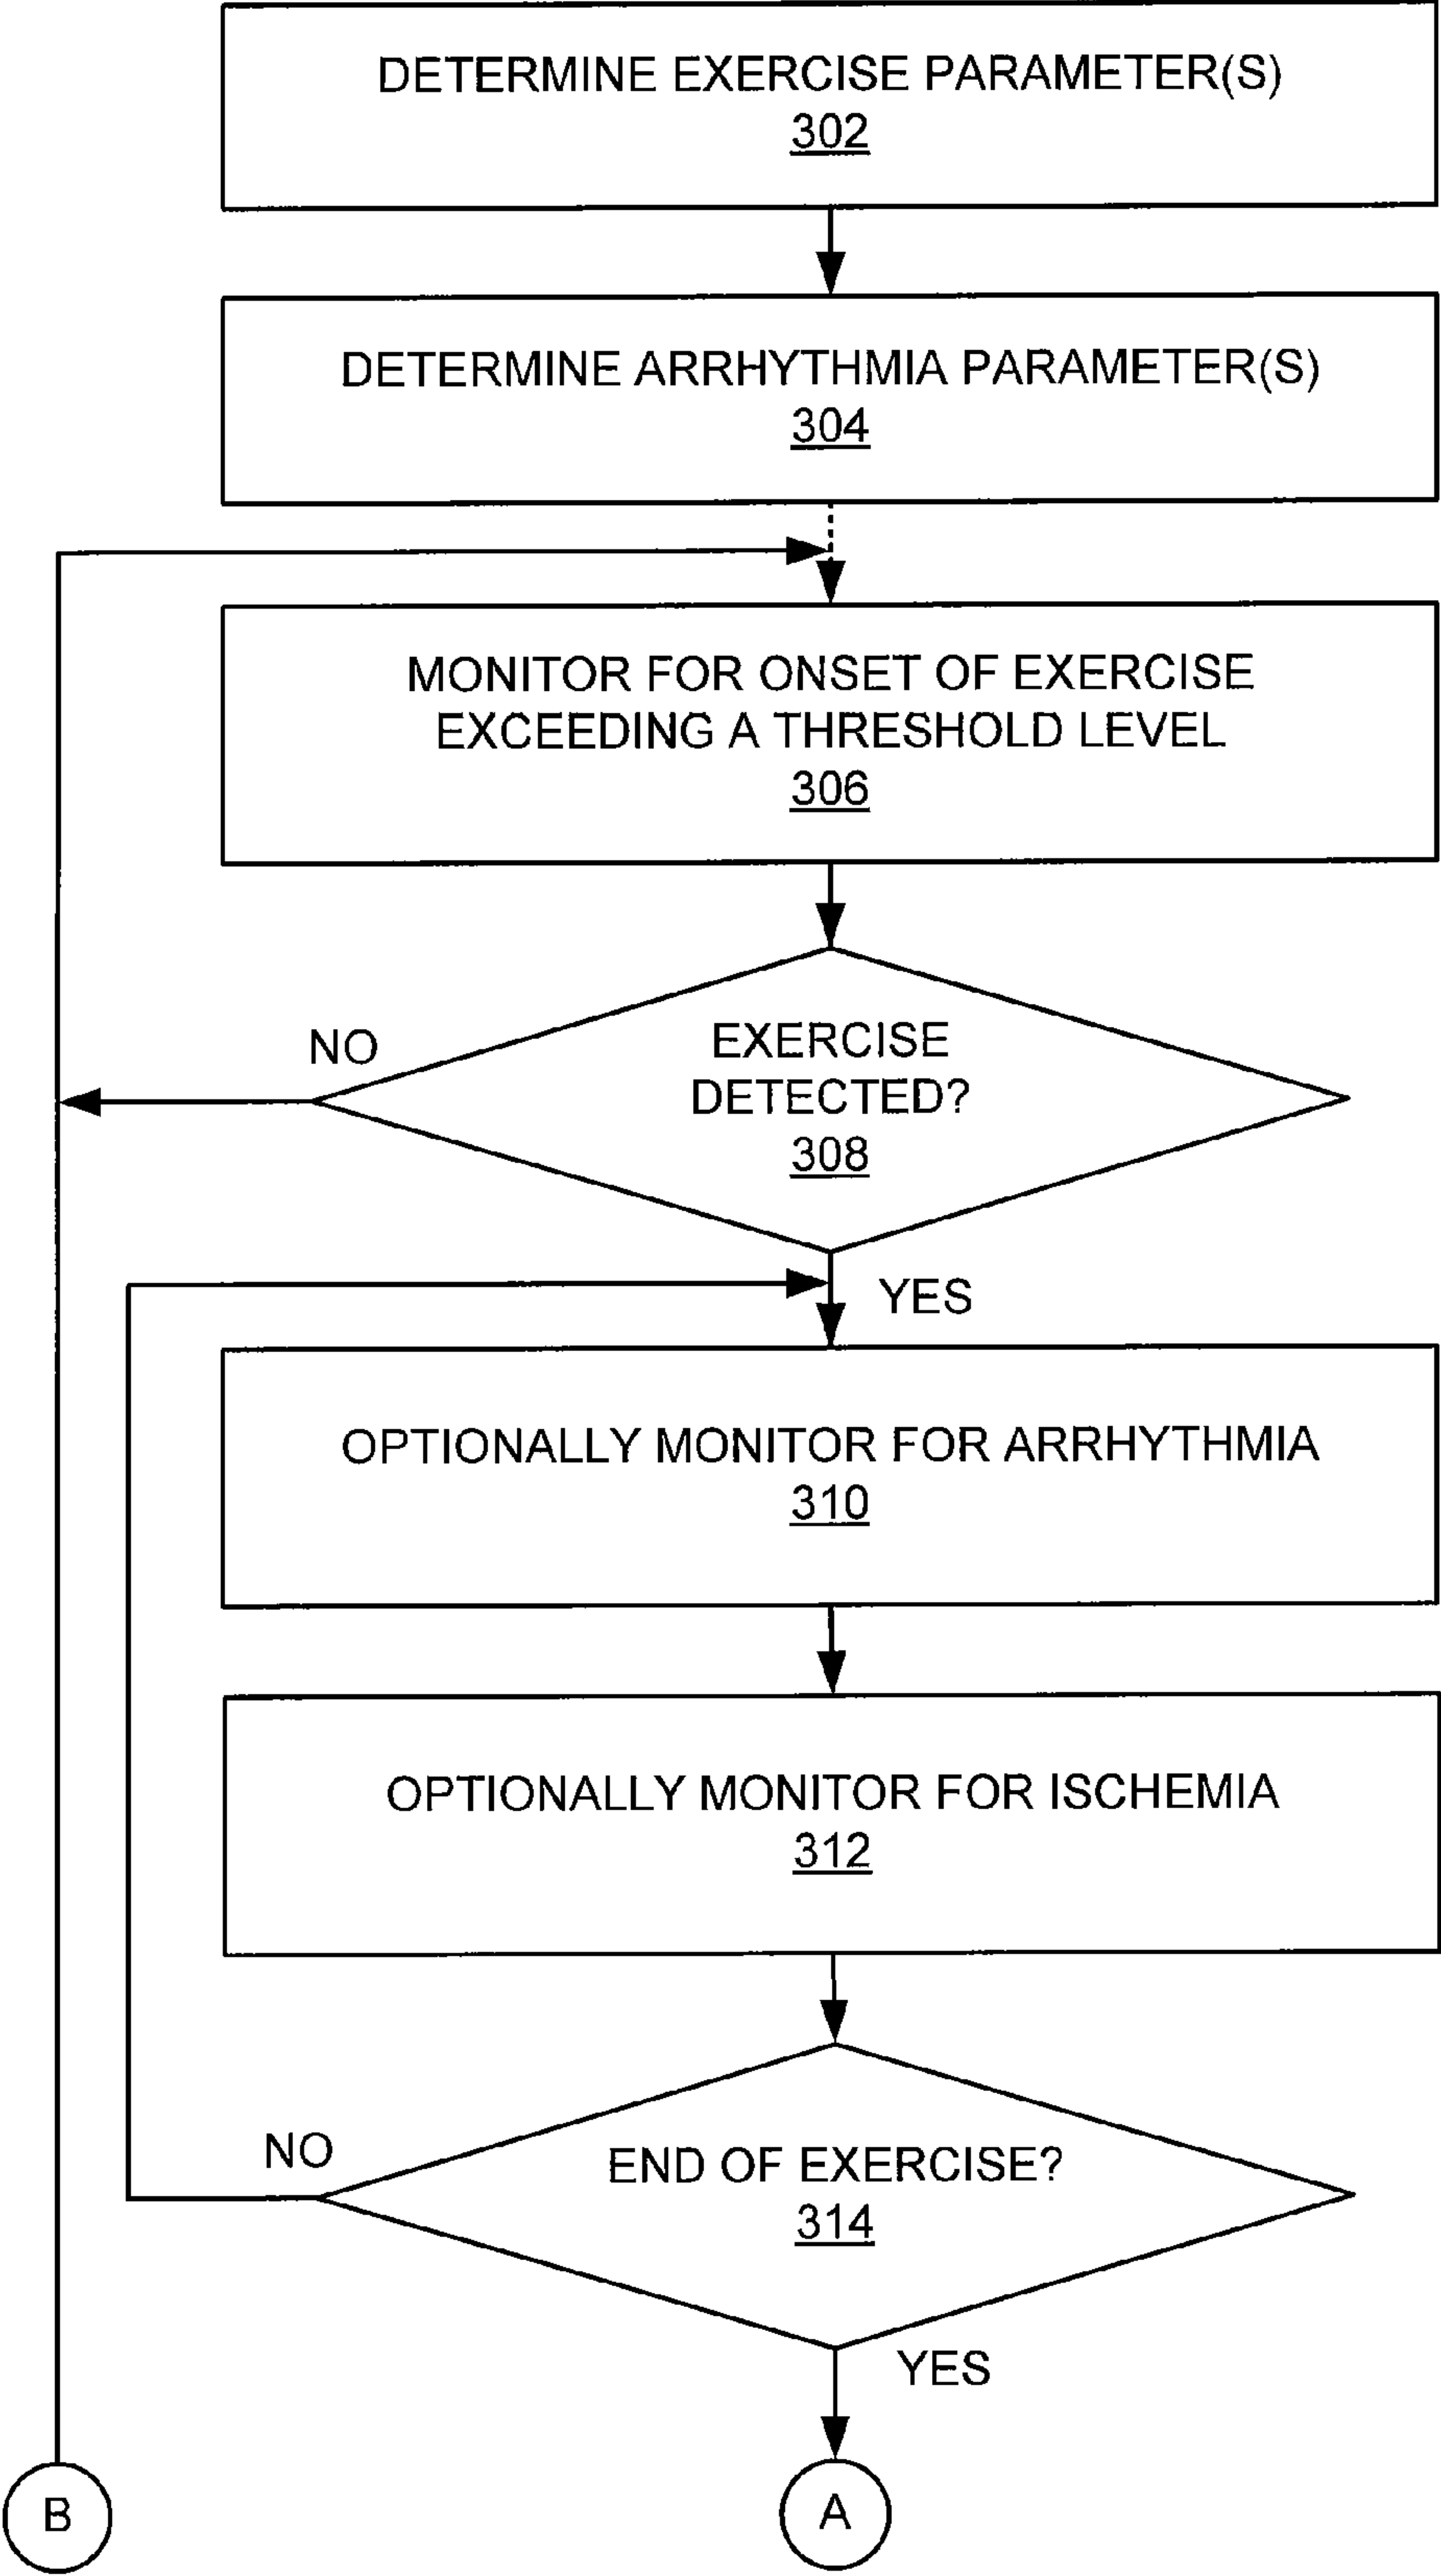 DETERMINE EXERCISE PARAMETER(S)
302
DETERMINE ARRHYTHMIA PARAMETER(S)
304
MONITOR FOR ONSET OF EXERCISE
EXCEEDING A THRESHOLD LEVEL
306
NO
EXERCISE
DETECTED?
308
YES
OPTIONALLY MONITOR FOR ARRHYTHMIA
310
OPTIONALLY MONITOR FOR ISCHEMIA
312
NO
END OF EXERCISE?
314
YES
B
A